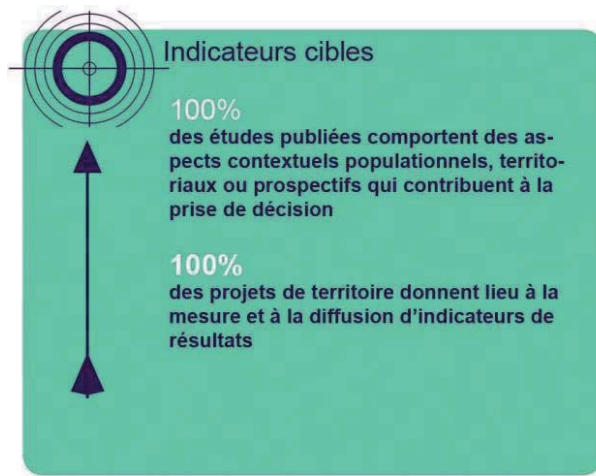 Indicateurs cibles
100%
des études publiées comportent des as-
pects contextuels populationnels, territo-
riaux ou prospectifs qui contribuent à la
prise de décision
100%
des projets de territoire donnent lieu à la
mesure et à la diffusion d’indicateurs de
résultats